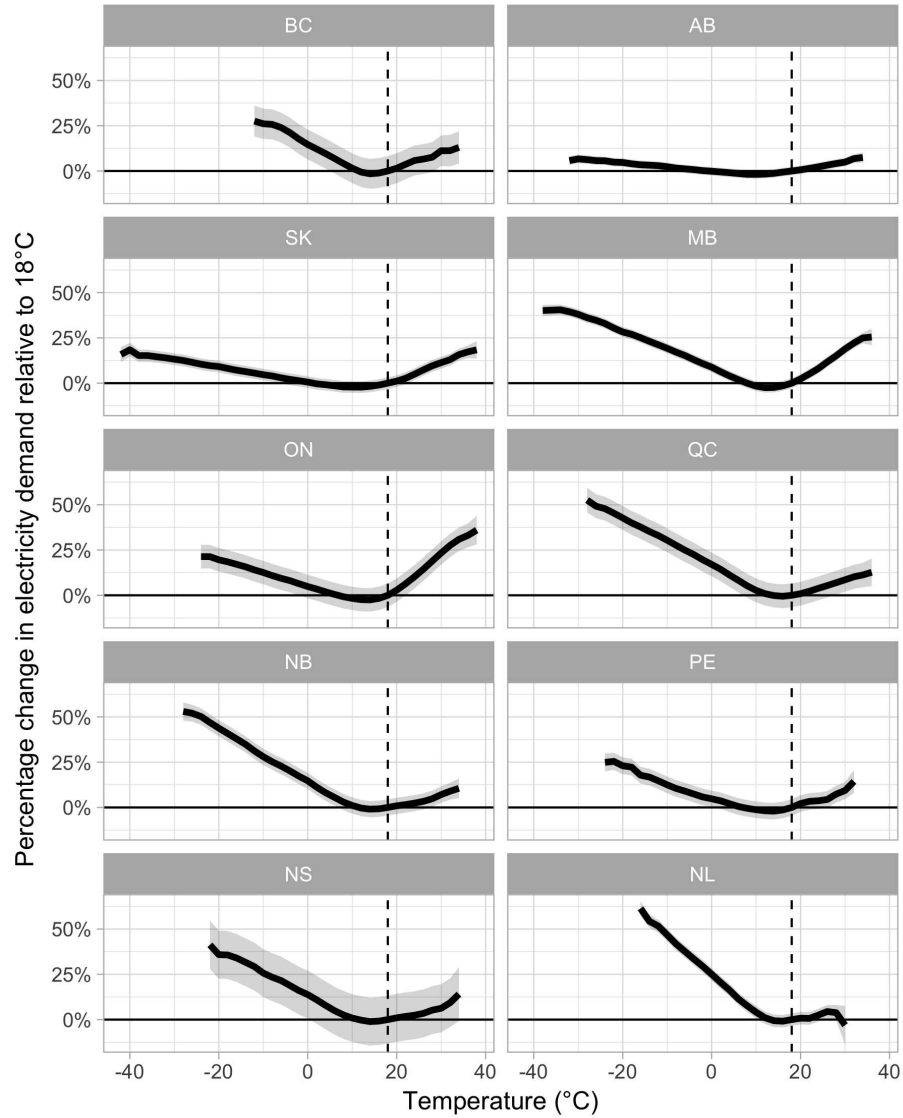 Percentage change in electricity demand relative to 18°C
BC
AB
50%
25%
0%
SK
MB
50%
25%
0%
ON
QC
50%
25%
0%
NB
PE
50%
25%
0%
NS
NL
50%
25%
0%
-40 -20 0 20 40 -40 -20 0 20 40
Temperature (°C)